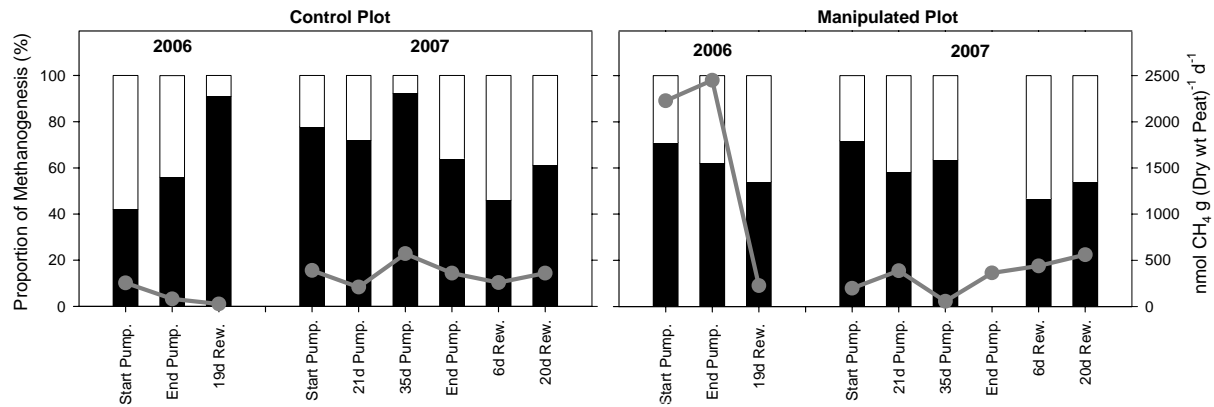 Control Plot
Manipulated Plot
2006
2007
2006
2007
Proportion of Methanogenesis (%)
100
80
60
40
20
0
2500
2000
1500
1000
500
0
nmol CH₄ g (Dry wt Peat)⁻¹ d⁻¹
Start Pump.
End Pump.
19d Rew.
Start Pump.
21d Pump.
35d Pump.
End Pump.
6d Rew.
20d Rew.
Start Pump.
End Pump.
19d Rew.
Start Pump.
21d Pump.
35d Pump.
End Pump.
6d Rew.
20d Rew.